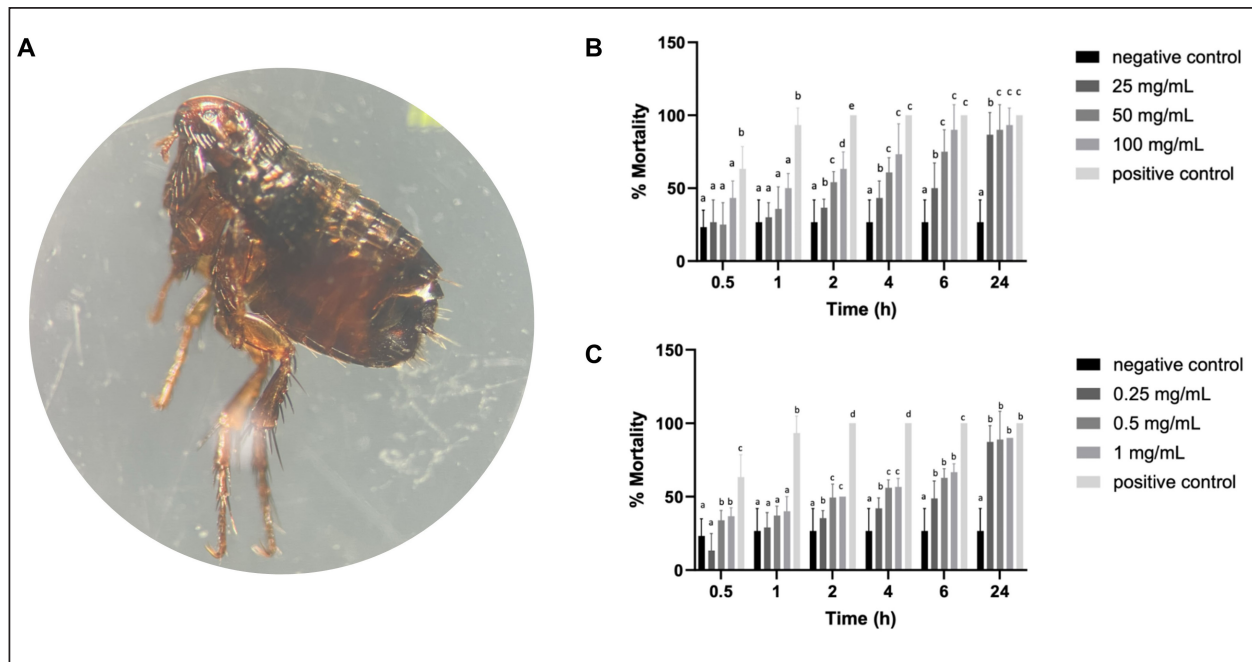 A
B
150
100
50
0
% Mortality
a a a a b
a a a a b
a b c d e
a b c c c
a b c c c
a b c c c
0.5 1 2 4 6 24
Time (h)
negative control
25 mg/mL
50 mg/mL
100 mg/mL
positive control
C
150
100
50
0
% Mortality
a a b b c
a a a a b
a b c c d
a b c c d
a b b b c
a b b b b
0.5 1 2 4 6 24
Time (h)
negative control
0.25 mg/mL
0.5 mg/mL
1 mg/mL
positive control